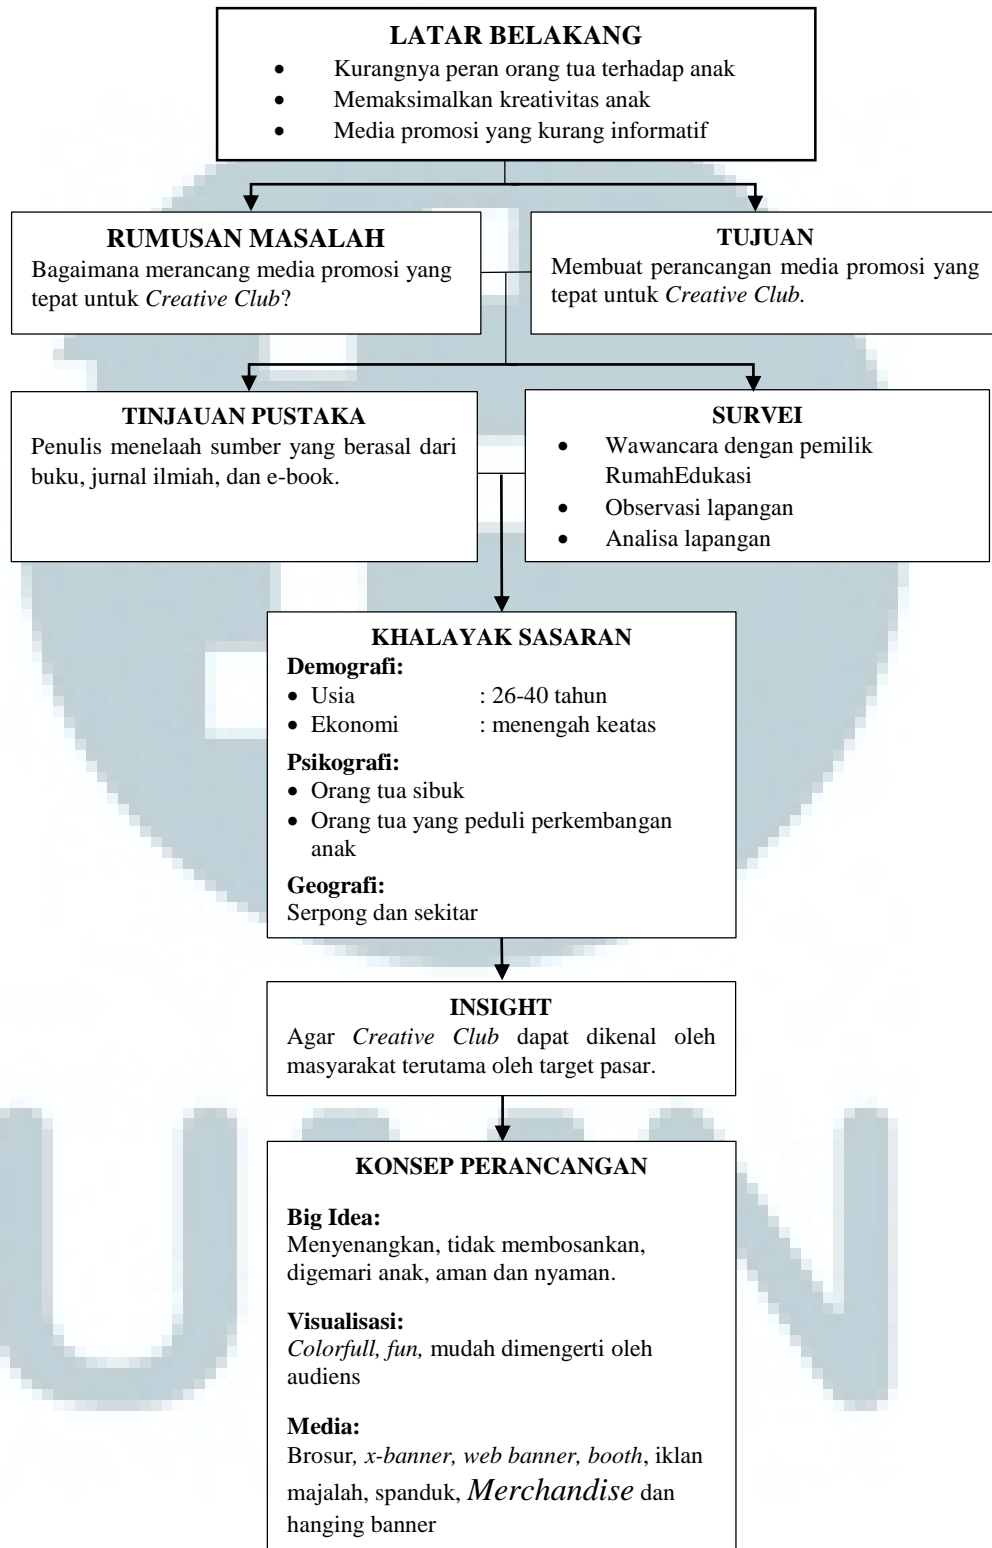 LATAR BELAKANG
• Kurangnya peran orang tua terhadap anak
• Memaksimalkan kreativitas anak
• Media promosi yang kurang informatif
RUMUSAN MASALAH
Bagaimana merancang media promosi yang
tepat untuk Creative Club?
TUJUAN
Membuat perancangan media promosi yang
tepat untuk Creative Club.
TINJAUAN PUSTAKA
Penulis menelaah sumber yang berasal dari
buku, jurnal ilmiah, dan e-book.
SURVEI
• Wawancara dengan pemilik
RumahEdukasi
• Observasi lapangan
• Analisa lapangan
KHALAYAK SASARAN
Demografi:
• Usia : 26-40 tahun
• Ekonomi : menengah keatas
Psikografi:
• Orang tua sibuk
• Orang tua yang peduli perkembangan
anak
Geografi:
Serpong dan sekitar
INSIGHT
Agar Creative Club dapat dikenal oleh
masyarakat terutama oleh target pasar.
KONSEP PERANCANGAN
Big Idea:
Menyenangkan, tidak membosankan,
digemari anak, aman dan nyaman.
Visualisasi:
Colorfull, fun, mudah dimengerti oleh
audiens
Media:
Brosur, x-banner, web banner, booth, iklan
majalah, spanduk, Merchandise dan
hanging banner
UMN